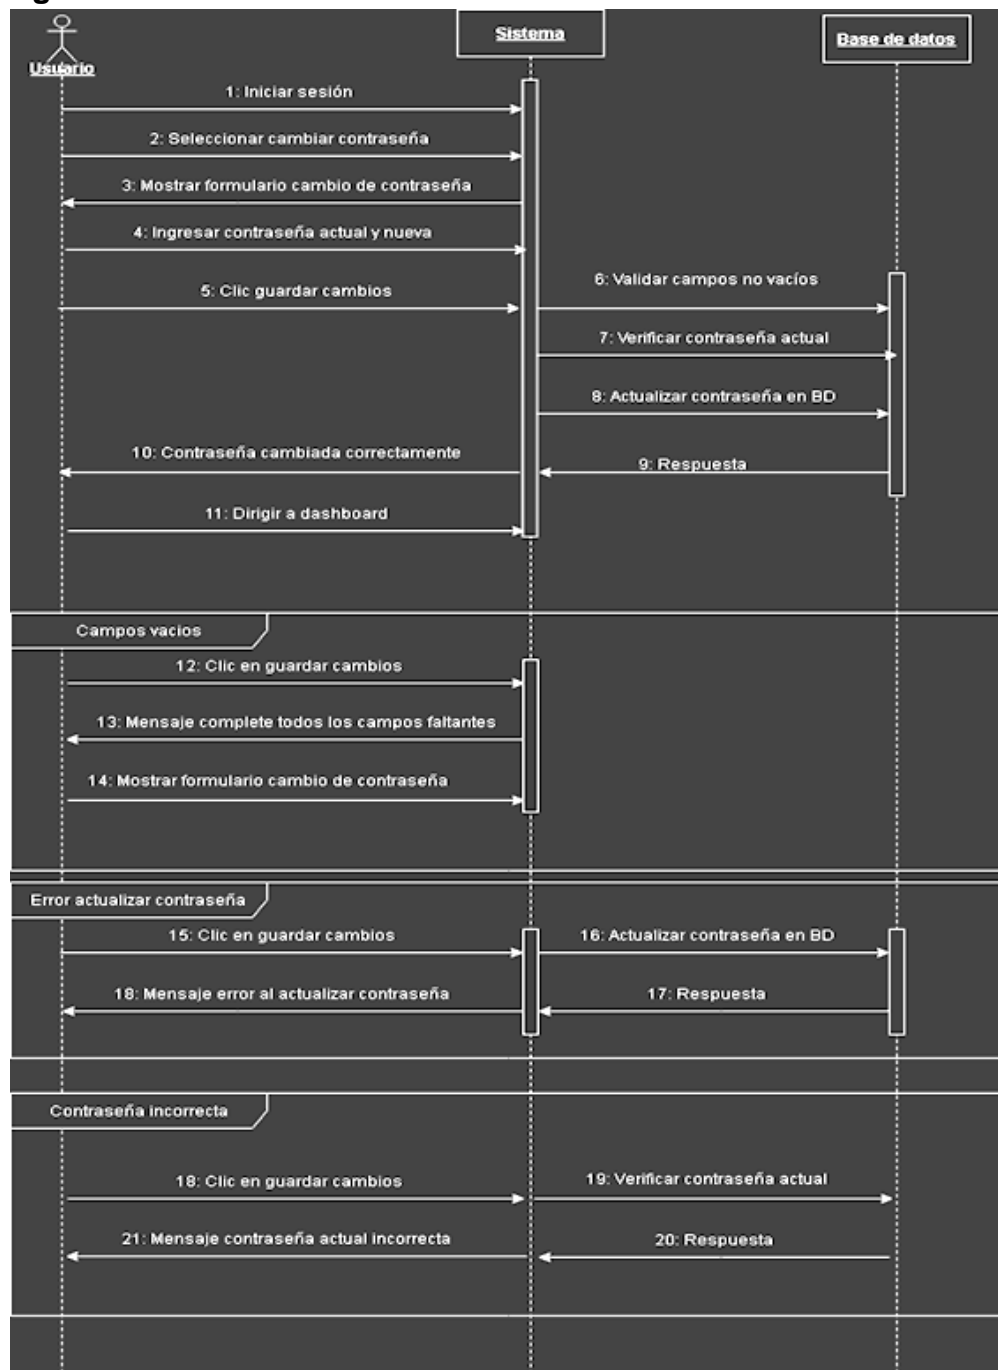 Usuario
Sistema
Base de datos
1: Iniciar sesión
2: Seleccionar cambiar contraseña
3: Mostrar formulario cambio de contraseña
4: Ingresar contraseña actual y nueva
5: Clic guardar cambios
6: Validar campos no vacíos
7: Verificar contraseña actual
8: Actualizar contraseña en BD
9: Respuesta
10: Contraseña cambiada correctamente
11: Dirigir a dashboard
Campos vacios
12: Clic en guardar cambios
13: Mensaje complete todos los campos faltantes
14: Mostrar formulario cambio de contraseña
Error actualizar contraseña
15: Clic en guardar cambios
16: Actualizar contraseña en BD
18: Mensaje error al actualizar contraseña
17: Respuesta
Contraseña incorrecta
18: Clic en guardar cambios
19: Verificar contraseña actual
21: Mensaje contraseña actual incorrecta
20: Respuesta